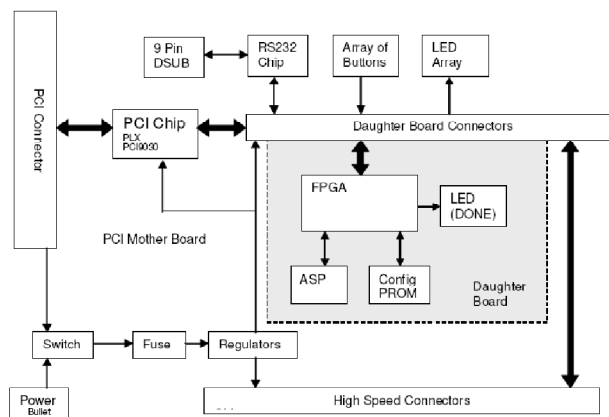 9 Pin
DSUB
RS232
Chip
Array of
Buttons
LED
Array
PCI Connector
PCI Chip
PLX
PCI9030
Daughter Board Connectors
FPGA
LED
(DONE)
PCI Mother Board
ASP
Config
PROM
Daughter
Board
Switch
Fuse
Regulators
Power
Bullet
High Speed Connectors